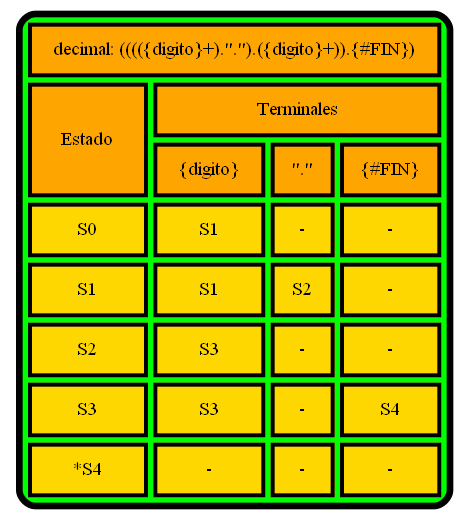 decimal: (((({digito}+).".").({digito}+)).{#FIN})
Estado Terminales
{digito} "." {#FIN}
S0 S1 - -
S1 S1 S2 -
S2 S3 - -
S3 S3 - S4
*S4 - - -